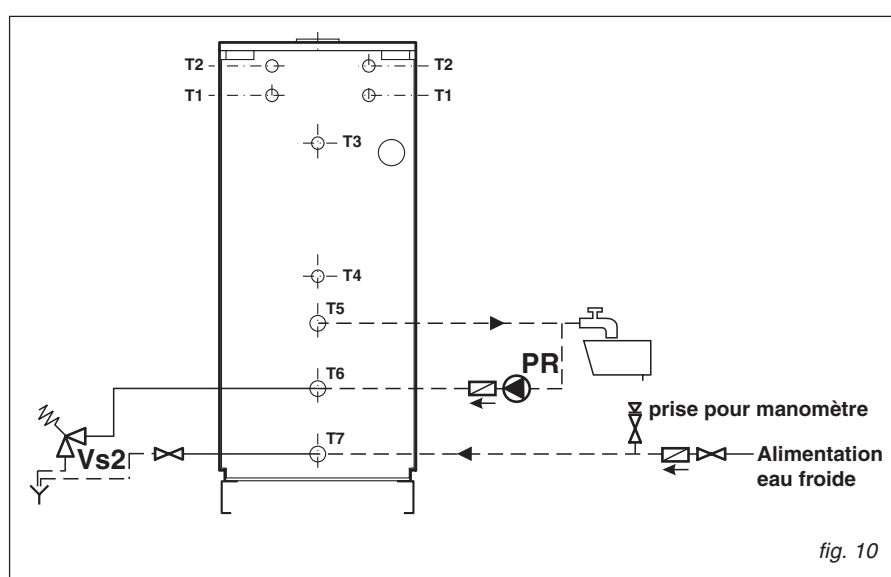 T2 T2
T1 T1
T3
T4
T5
PR
T6
prise pour manomètre
T7
Vs2
Alimentation
eau froide
fig. 10